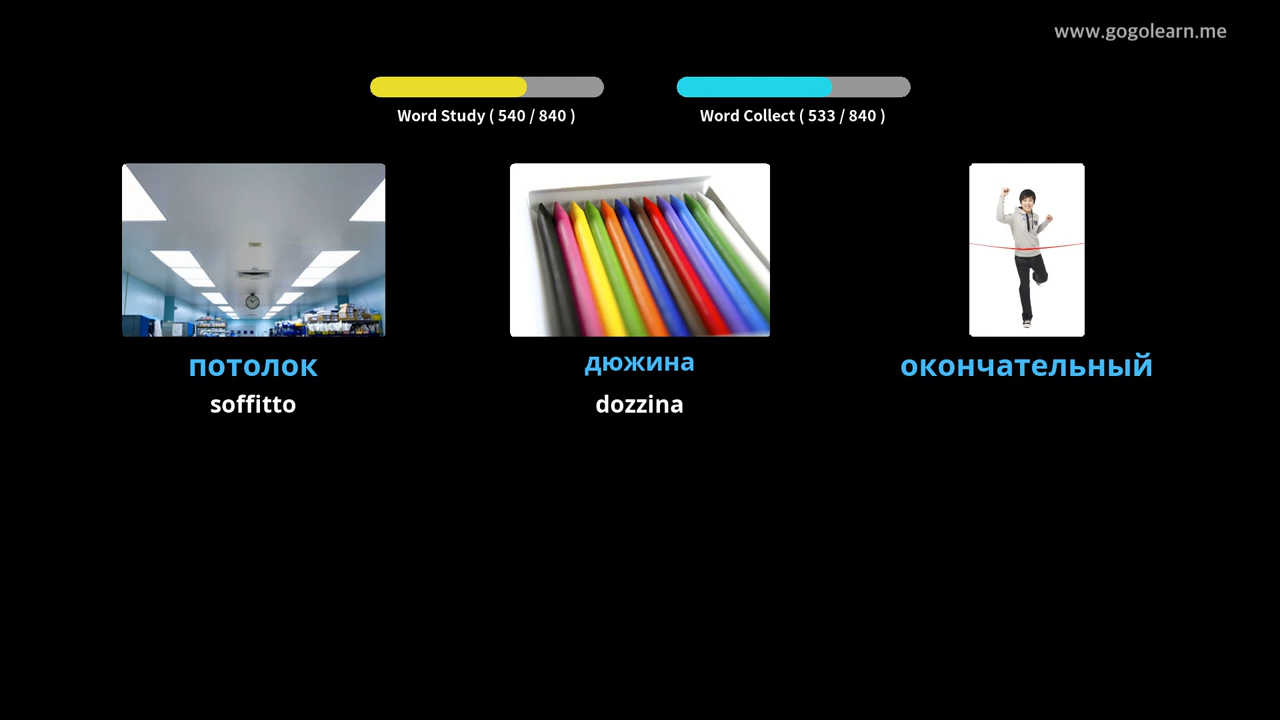 www.gogolearn.me
Word Study ( 540 / 840 )
Word Collect ( 533 / 840 )
потолок
дюжина
окончательный
soffitto
dozzina